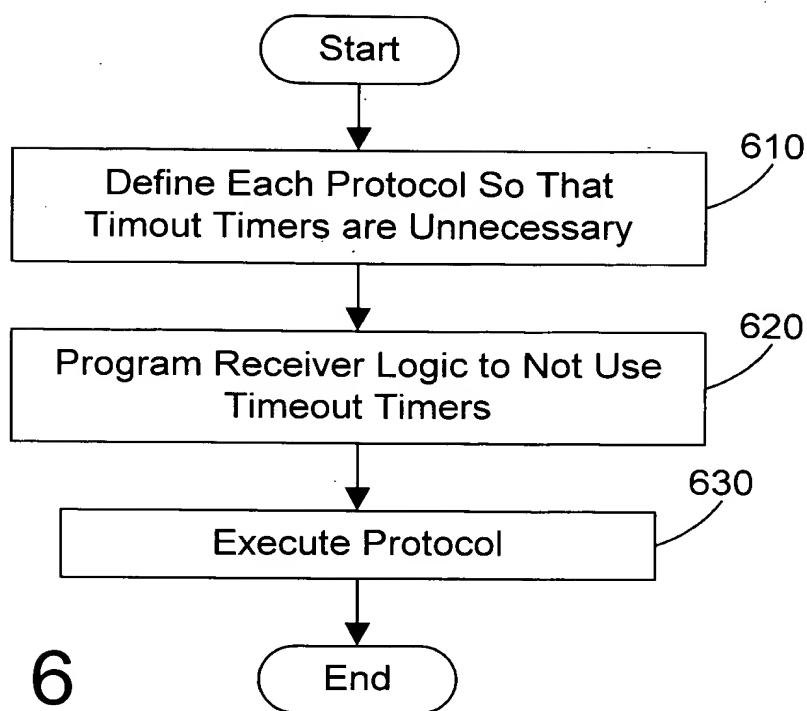 Start
610
Define Each Protocol So That
Timout Timers are Unnecessary
620
Program Receiver Logic to Not Use
Timeout Timers
630
Execute Protocol
End
6